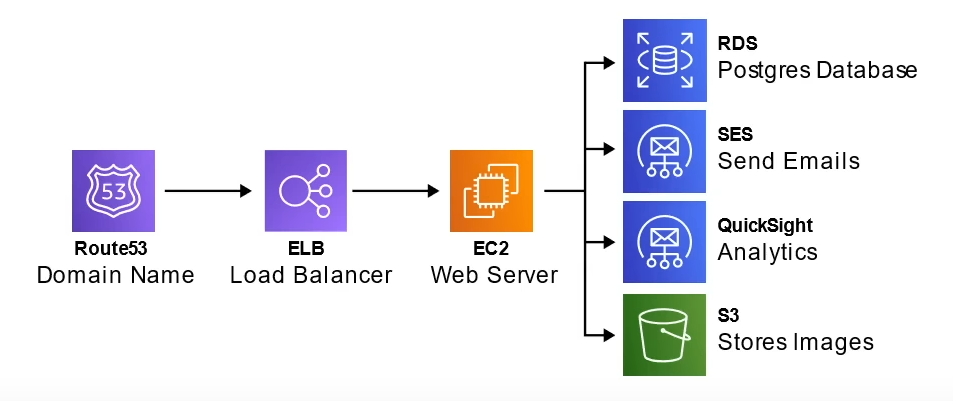 53
Route53
Domain Name
ELB
Load Balancer
EC2
Web Server
RDS
Postgres Database
SES
Send Emails
QuickSight
Analytics
S3
Stores Images